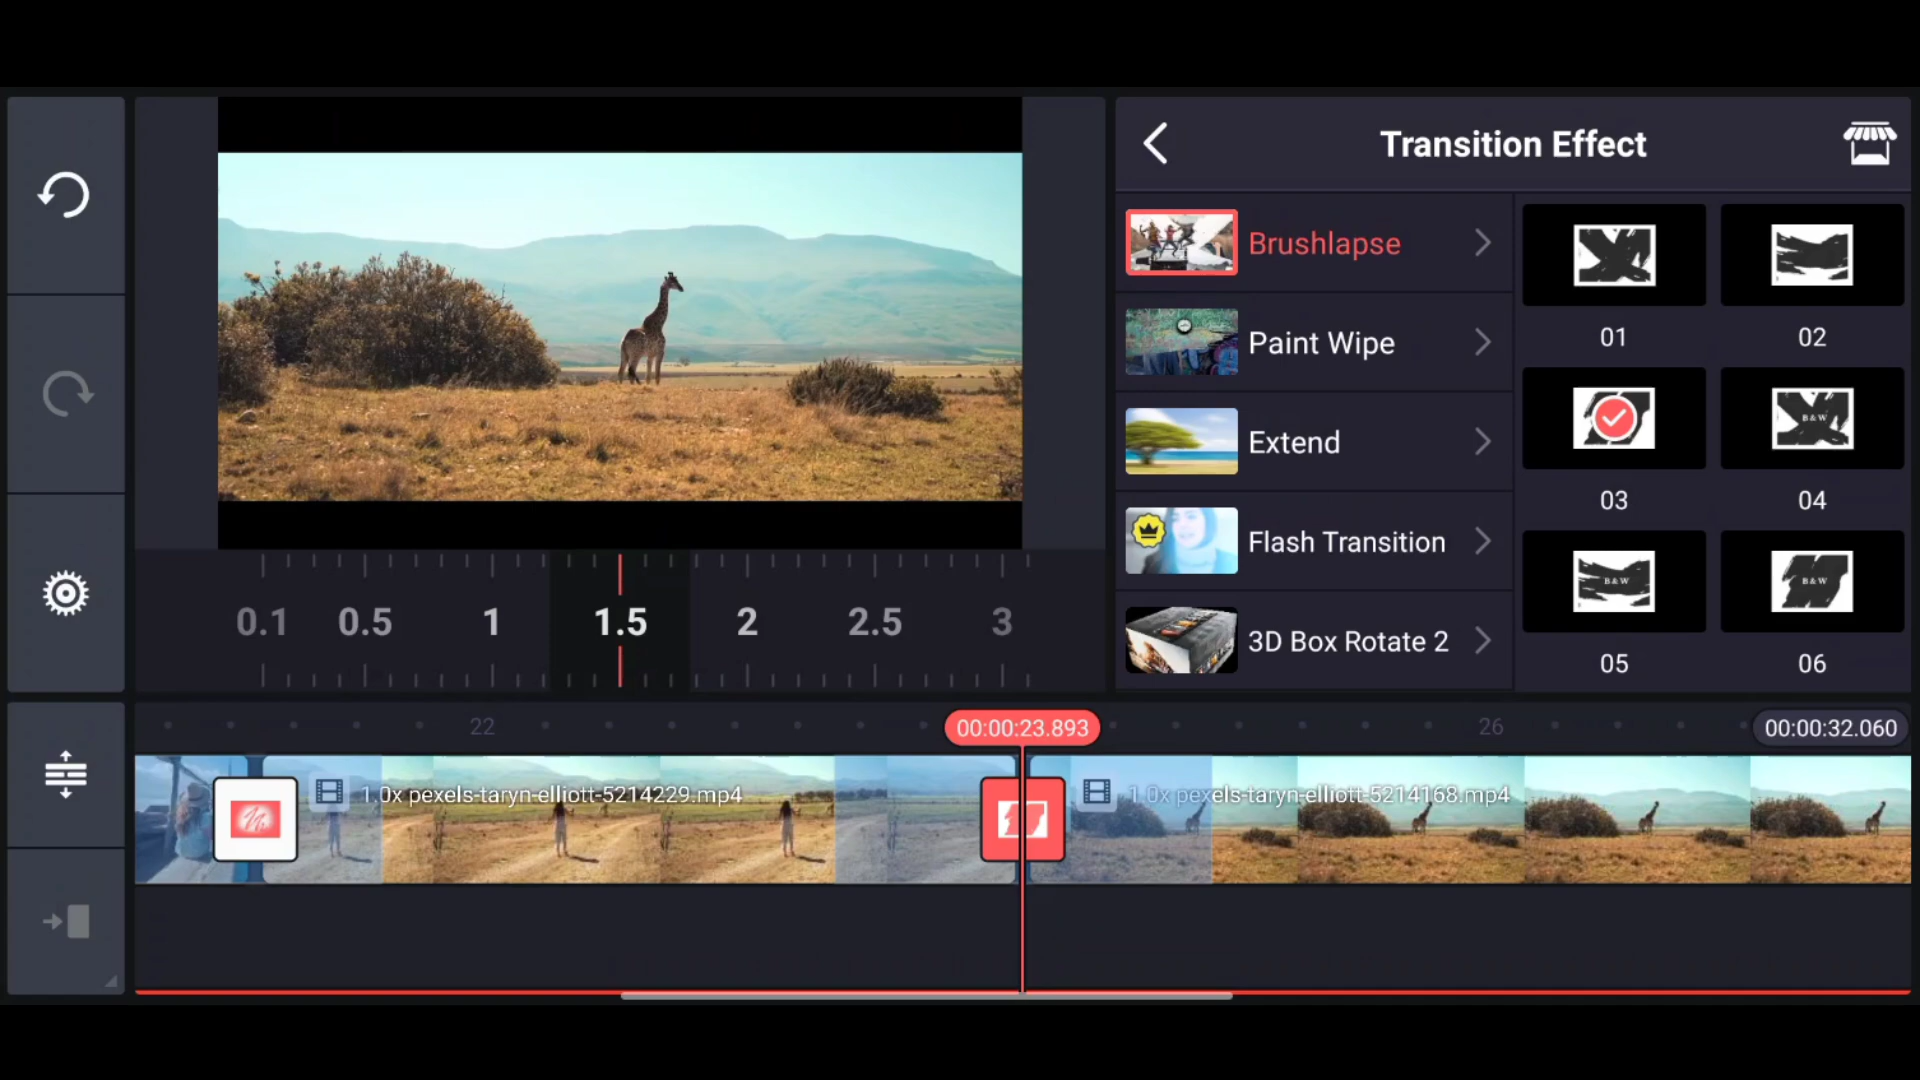 Transition Effect
Brushlapse
Paint Wipe
Extend
Flash Transition
3D Box Rotate 2
01
02
03
B&W
04
B&W
05
B&W
06
0.1 0.5 1 1.5 2 2.5 3
22
00:00:23.893
26
00:00:32.060
1.0x pexels-taryn-elliott-5214229.mp4
1.0x pexels-taryn-elliott-5214168.mp4